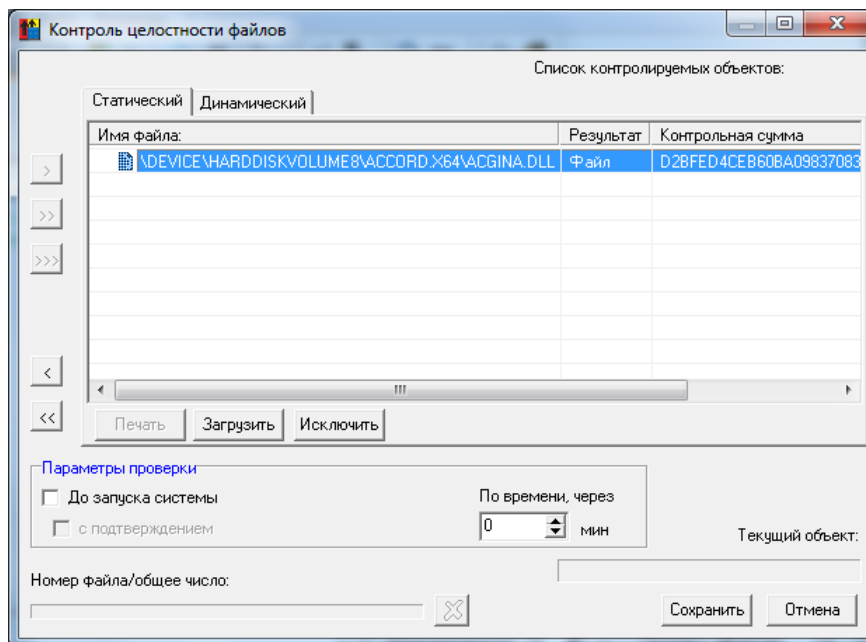 Контроль целостности файлов
Список контролируемых объектов:
Статический Динамический
Имя файла: Результат Контрольная сумма
\DEVICE\HARDDISKVOLUME8\ACCORD.X64\ACGINA.DLL Файл D2BFED4CEB60BA09837083
>
>>
>>>
<
<<
Печать Загрузить Исключить
Параметры проверки
До запуска системы По времени, через
с подтверждением 0 мин
Текущий объект:
Номер файла/общее число:
Сохранить Отмена